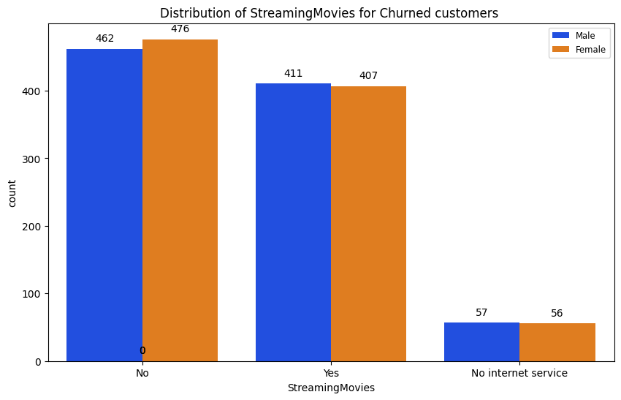 Distribution of StreamingMovies for Churned customers
Male
Female
462
476
411
407
57
56
0
count
400
300
200
100
0
No
Yes
No internet service
StreamingMovies